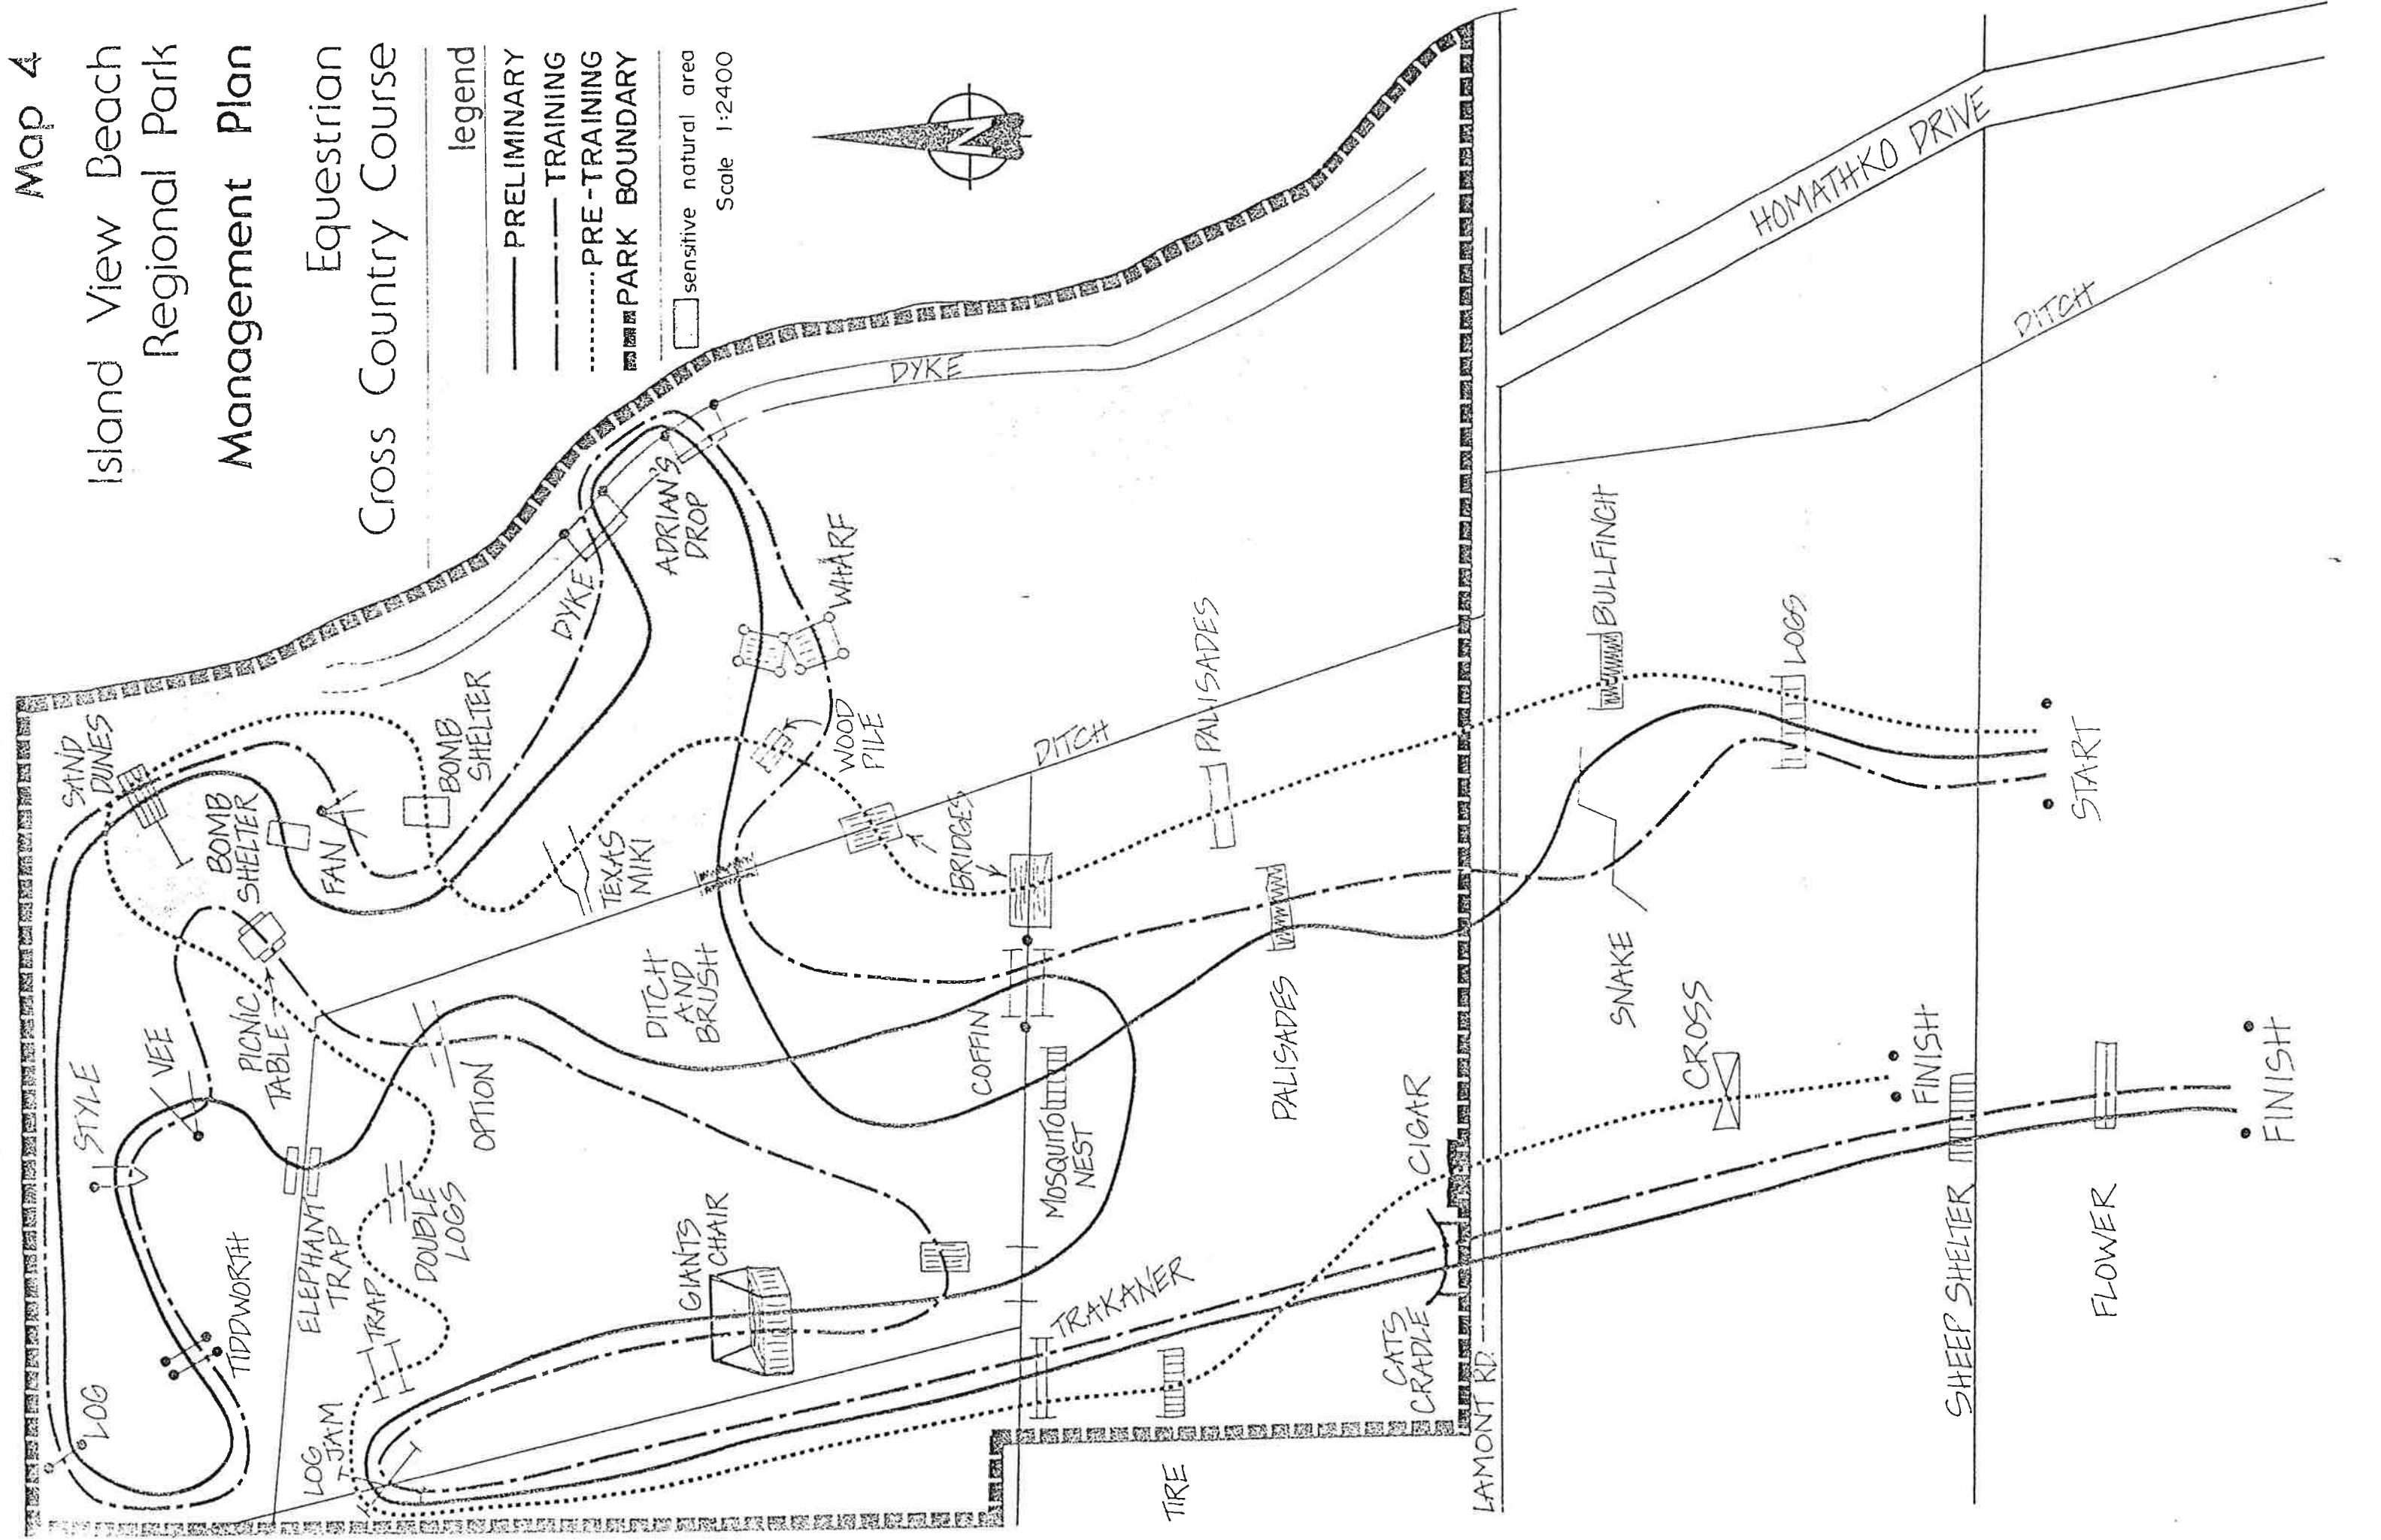 Map 4
Island View Beach
Regional Park
Management Plan
Equestrian
Cross Country Course
legend
PRELIMINARY
TRAINING
PRE-TRAINING
PARK BOUNDARY
sensitive natural area
Scale 1:2400
N
SAND
DUNES
BOMB
SHELTER
BOMB
SHELTER
FAN
STYLE
VEE
PICNIC
TABLE
LOG
TIDDWORTH
ELEPHANT
TRAP
TRAP
DOUBLE
LOGS
OPTION
LOG
JAM
TEXAS
MIKI
DYKE
ADRIAN'S
DROP
DYKE
WHARF
WOOD
PILE
DITCH
AND
BRUSH
GIANTS
CHAIR
BRIDGES
DITCH
COFFIN
MOSQUITO
NEST
TRAKANER
TIRE
PALISADES
PALISADES
CATS
CRADLE
CIGAR
LAMONT RD.
HOMATHKO DRIVE
DITCH
BULLFINCH
LOGS
SNAKE
CROSS
START
FINISH
SHEEP SHELTER
FLOWER
FINISH